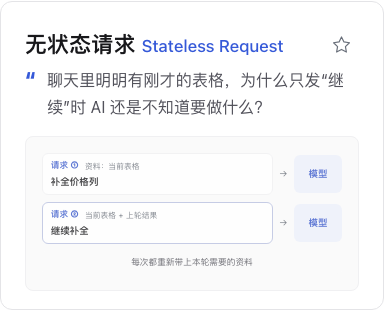 无状态请求 Stateless Request
“ 聊天里明明有刚才的表格，为什么只发“继
续”时 AI 还是不知道要做什么？
请求 ① 资料：当前表格
补全价格列
→ 模型
请求 ② 当前表格 + 上轮结果
继续补全
→ 模型
每次都重新带上本轮需要的资料